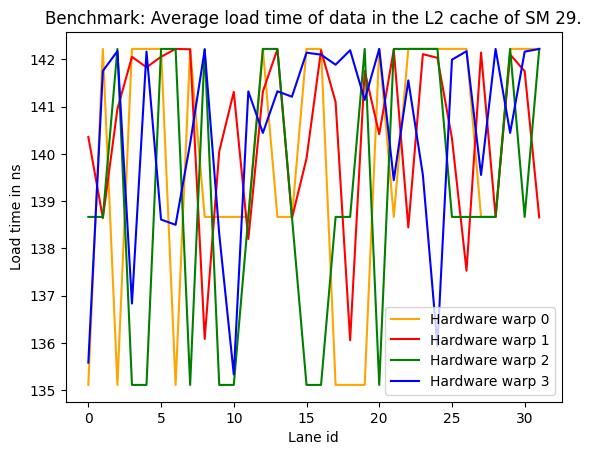 Benchmark: Average load time of data in the L2 cache of SM 29.
Load time in ns
142
141
140
139
138
137
136
135
Hardware warp 0
Hardware warp 1
Hardware warp 2
Hardware warp 3
0 5 10 15 20 25 30
Lane id